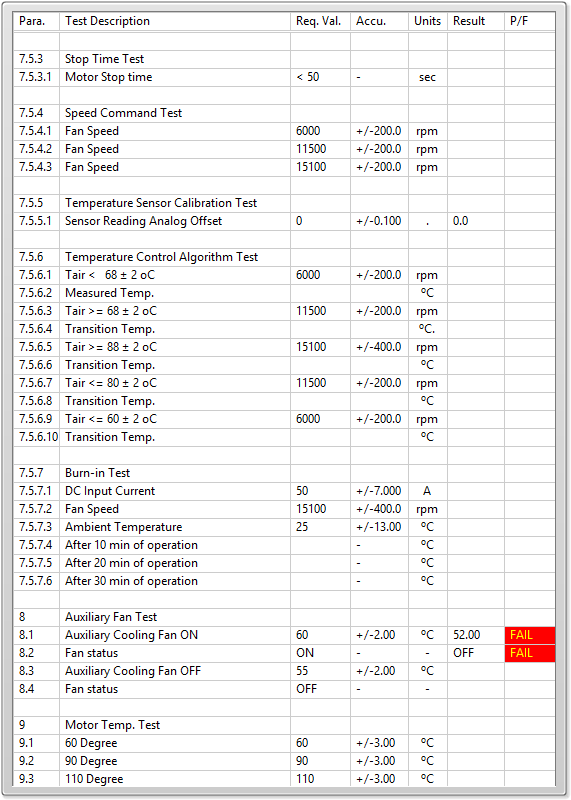 Para. Test Description Req. Val. Accu. Units Result P/F
7.5.3 Stop Time Test
7.5.3.1 Motor Stop time < 50 - sec
7.5.4 Speed Command Test
7.5.4.1 Fan Speed 6000 +/-200.0 rpm
7.5.4.2 Fan Speed 11500 +/-200.0 rpm
7.5.4.3 Fan Speed 15100 +/-200.0 rpm
7.5.5 Temperature Sensor Calibration Test
7.5.5.1 Sensor Reading Analog Offset 0 +/-0.100 . 0.0
7.5.6 Temperature Control Algorithm Test
7.5.6.1 Tair < 68 ± 2 oC 6000 +/-200.0 rpm
7.5.6.2 Measured Temp. ºC
7.5.6.3 Tair >= 68 ± 2 oC 11500 +/-200.0 rpm
7.5.6.4 Transition Temp. ºC.
7.5.6.5 Tair >= 88 ± 2 oC 15100 +/-400.0 rpm
7.5.6.6 Transition Temp. ºC
7.5.6.7 Tair <= 80 ± 2 oC 11500 +/-200.0 rpm
7.5.6.8 Transition Temp. ºC
7.5.6.9 Tair <= 60 ± 2 oC 6000 +/-200.0 rpm
7.5.6.10 Transition Temp. ºC
7.5.7 Burn-in Test
7.5.7.1 DC Input Current 50 +/-7.000 A
7.5.7.2 Fan Speed 15100 +/-400.0 rpm
7.5.7.3 Ambient Temperature 25 +/-13.00 ºC
7.5.7.4 After 10 min of operation - ºC
7.5.7.5 After 20 min of operation - ºC
7.5.7.6 After 30 min of operation - ºC
8 Auxiliary Fan Test
8.1 Auxiliary Cooling Fan ON 60 +/-2.00 ºC 52.00 FAIL
8.2 Fan status ON - - OFF FAIL
8.3 Auxiliary Cooling Fan OFF 55 +/-2.00 ºC
8.4 Fan status OFF - -
9 Motor Temp. Test
9.1 60 Degree 60 +/-3.00 ºC
9.2 90 Degree 90 +/-3.00 ºC
9.3 110 Degree 110 +/-3.00 ºC